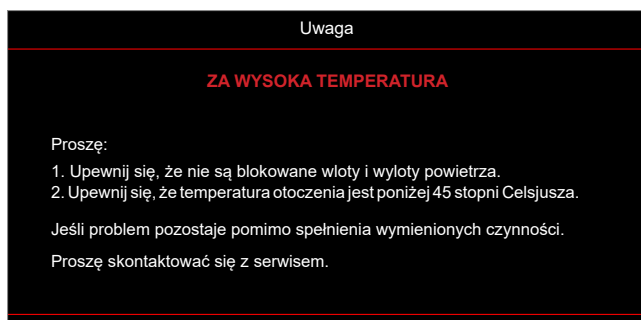 Uwaga
ZA WYSOKA TEMPERATURA
Proszę:
1. Upewnij się, że nie są blokowane wloty i wyloty powietrza.
2. Upewnij się, że temperatura otoczenia jest poniżej 45 stopni Celsjusza.
Jeśli problem pozostaje pomimo spełnienia wymienionych czynności.
Proszę skontaktować się z serwisem.